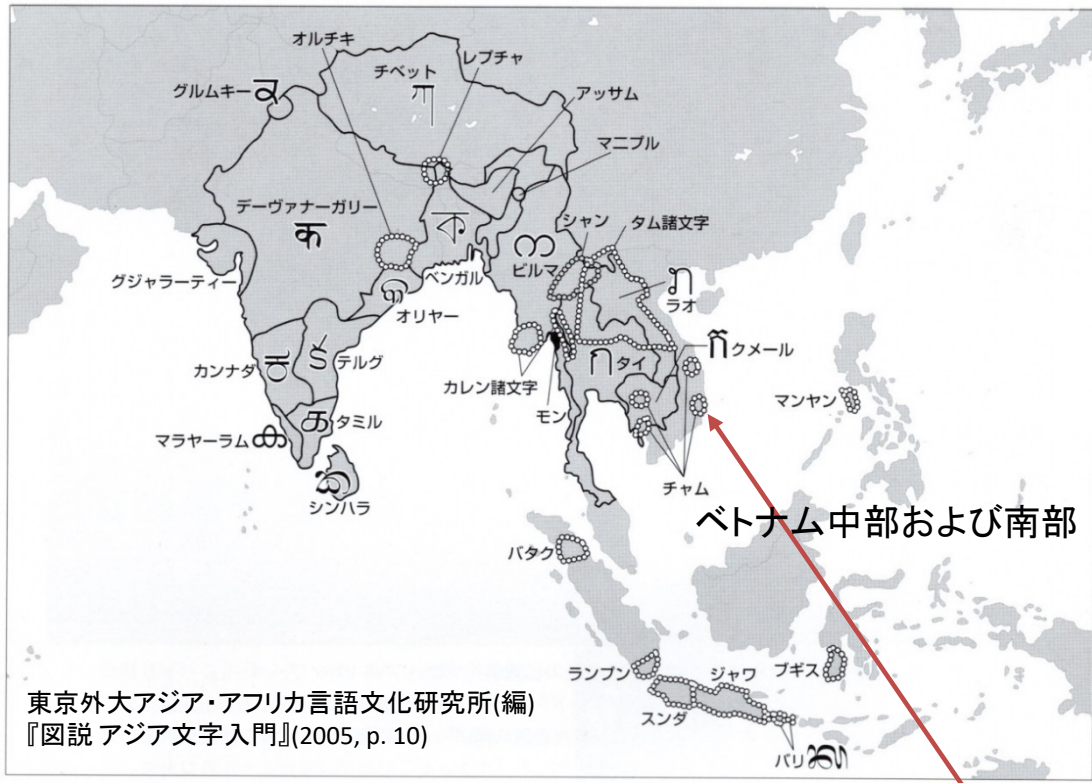 オルチキ
レプチャ
チベット
ཀ
グルムキー
ਕ
アッサム
マニプル
デーヴァナーガリー
क
シャン
タム諸文字
က
ビルマ
ক
ベンガル
グジャラーティー
ລ
ラオ
オリヤー
ក
クメール
カンナダ
ಕ
テルグ
క
カレン諸文字
ก
タイ
モン
マンヤン
マラヤーラム
タミル
க
チャム
シンハラ
ベトナム中部および南部
バタク
ランプン
ジャワ
ブギス
スンダ
バリ
東京外大アジア・アフリカ言語文化研究所(編)
『図説 アジア文字入門』(2005, p. 10)